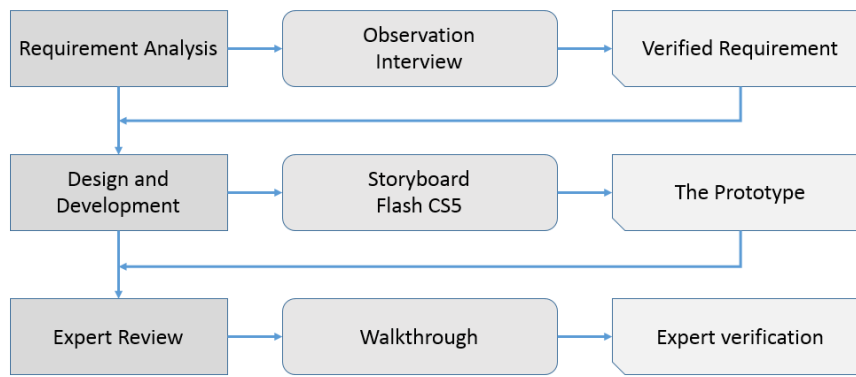 Requirement Analysis
Observation
Interview
Verified Requirement
Design and
Development
Storyboard
Flash CS5
The Prototype
Expert Review
Walkthrough
Expert verification